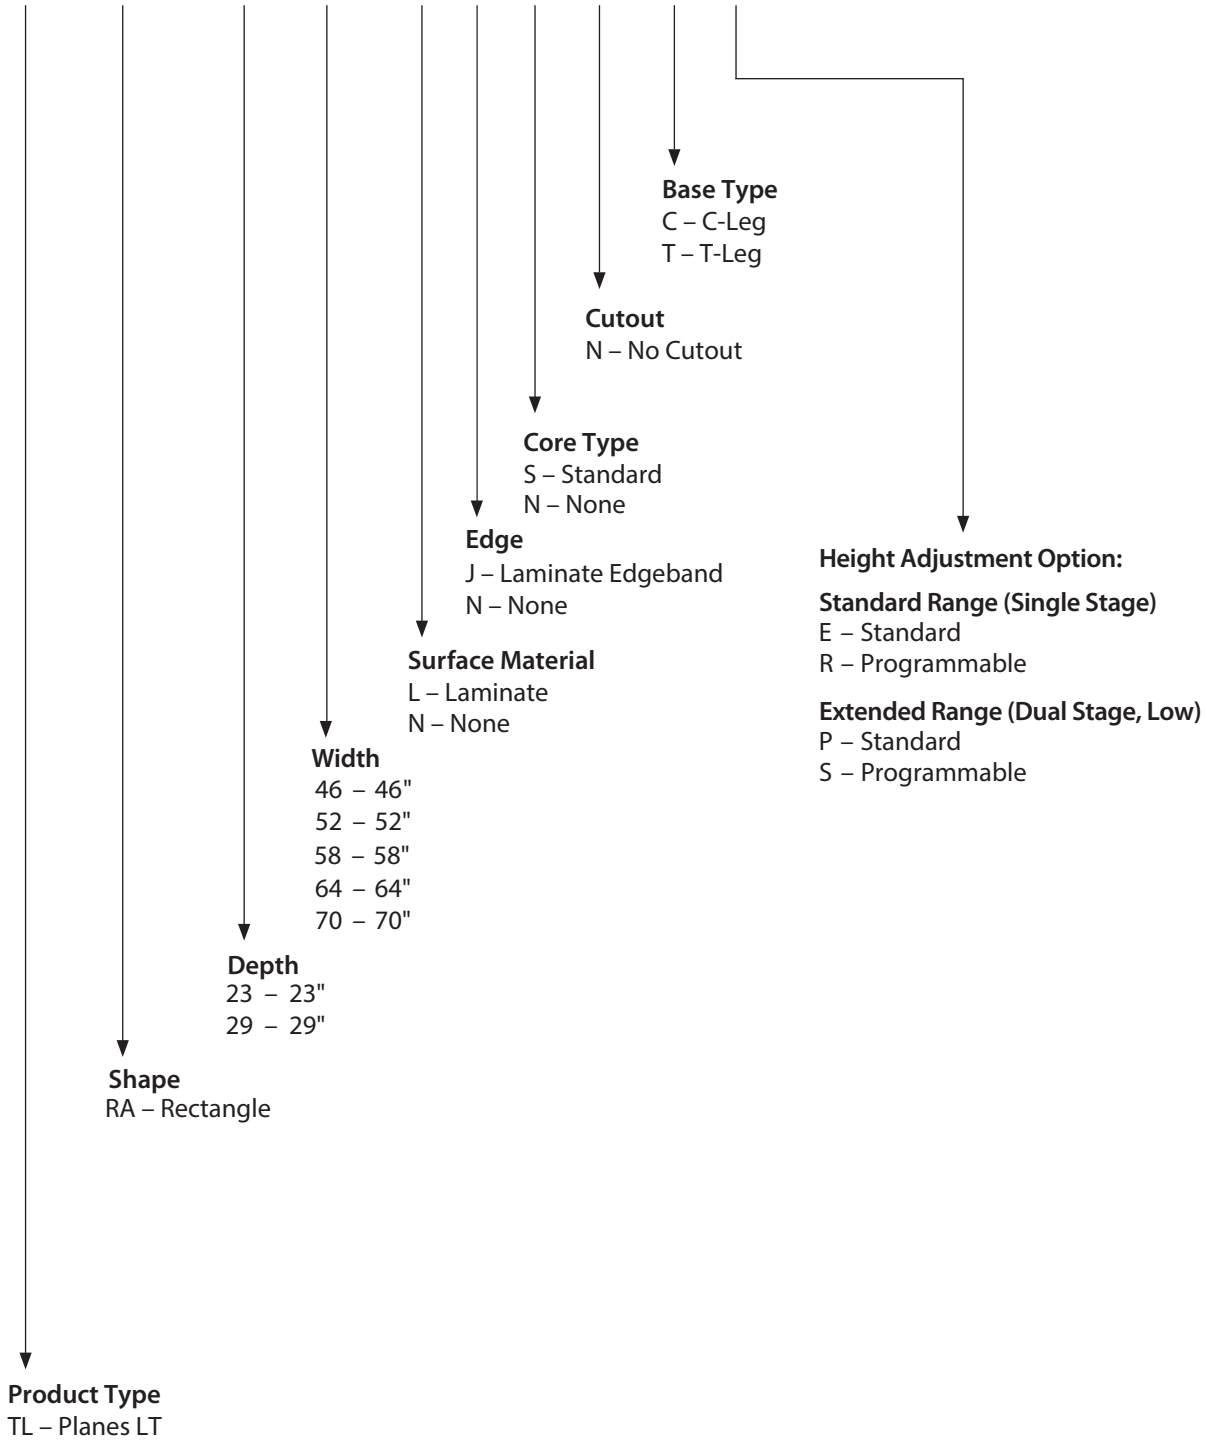 Base Type
C – C-Leg
T – T-Leg
Cutout
N – No Cutout
Core Type
S – Standard
N – None
Edge
J – Laminate Edgeband
N – None
Height Adjustment Option:
Standard Range (Single Stage)
E – Standard
R – Programmable
Extended Range (Dual Stage, Low)
P – Standard
S – Programmable
Surface Material
L – Laminate
N – None
Width
46 – 46"
52 – 52"
58 – 58"
64 – 64"
70 – 70"
Depth
23 – 23"
29 – 29"
Shape
RA – Rectangle
Product Type
TL – Planes LT